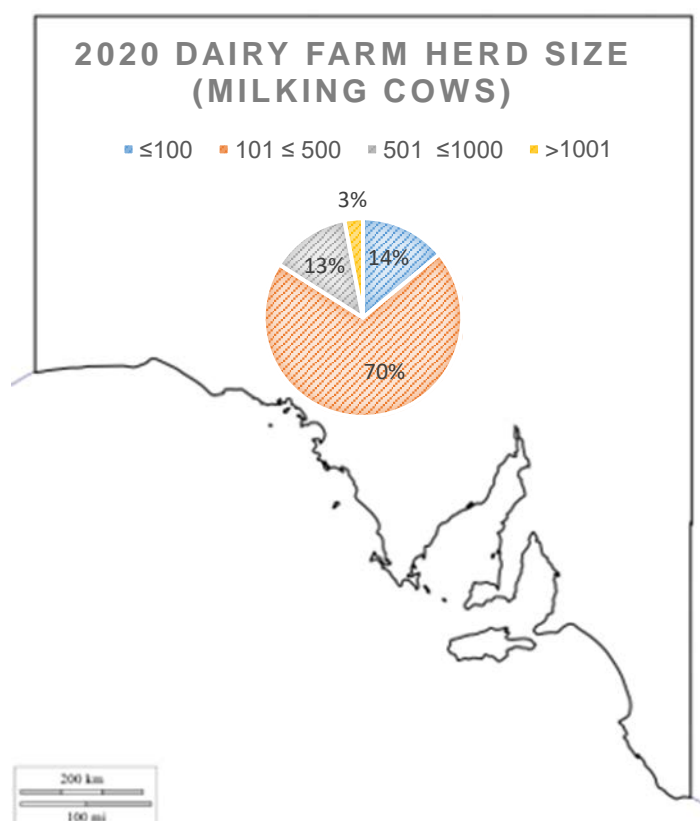 2020 DAIRY FARM HERD SIZE
(MILKING COWS)
≤100 101 ≤ 500 501 ≤1000 >1001
3%
14%
13%
70%
200 km
100 mi